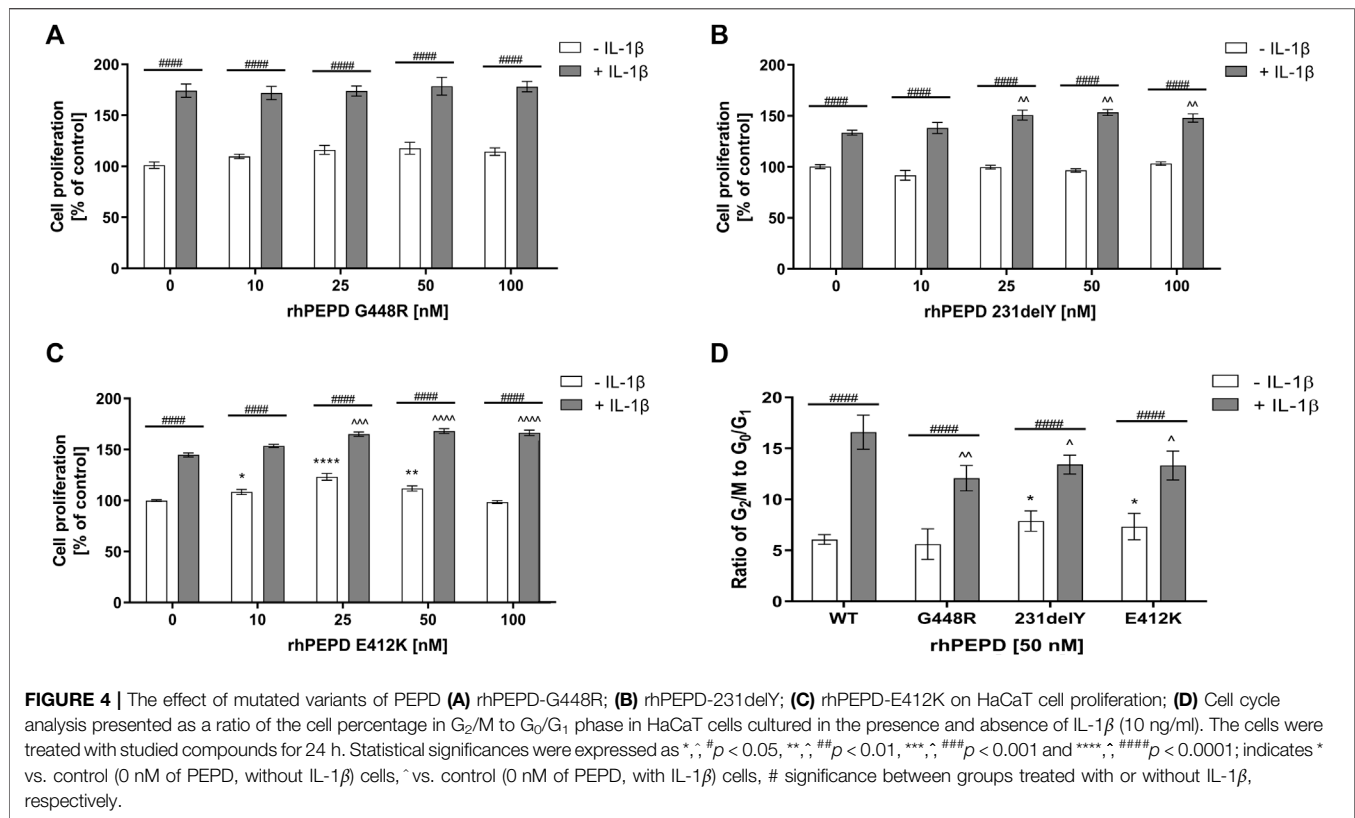 A
- IL-1β
+ IL-1β
#### #### #### #### ####
Cell proliferation
[% of control]
200
150
100
50
0
0 10 25 50 100
rhPEPD G448R [nM]
B
- IL-1β
+ IL-1β
#### #### #### #### ####
^^ ^^ ^^
Cell proliferation
[% of control]
200
150
100
50
0
0 10 25 50 100
rhPEPD 231delY [nM]
C
- IL-1β
+ IL-1β
#### #### #### #### ####
^^^ ^^^^ ^^^^
* **** **
Cell proliferation
[% of control]
200
150
100
50
0
0 10 25 50 100
rhPEPD E412K [nM]
D
- IL-1β
+ IL-1β
#### #### #### ####
^^ ^ ^
* *
Ratio of G2/M to G0/G1
20
15
10
5
0
WT G448R 231delY E412K
rhPEPD [50 nM]
FIGURE 4 | The effect of mutated variants of PEPD (A) rhPEPD-G448R; (B) rhPEPD-231delY; (C) rhPEPD-E412K on HaCaT cell proliferation; (D) Cell cycle
analysis presented as a ratio of the cell percentage in G2/M to G0/G1 phase in HaCaT cells cultured in the presence and absence of IL-1β (10 ng/ml). The cells were
treated with studied compounds for 24 h. Statistical significances were expressed as *,^, #p < 0.05, **,^, ##p < 0.01, ***,^, ###p < 0.001 and ****,^, ####p < 0.0001; indicates *
vs. control (0 nM of PEPD, without IL-1β) cells, ^ vs. control (0 nM of PEPD, with IL-1β) cells, # significance between groups treated with or without IL-1β,
respectively.